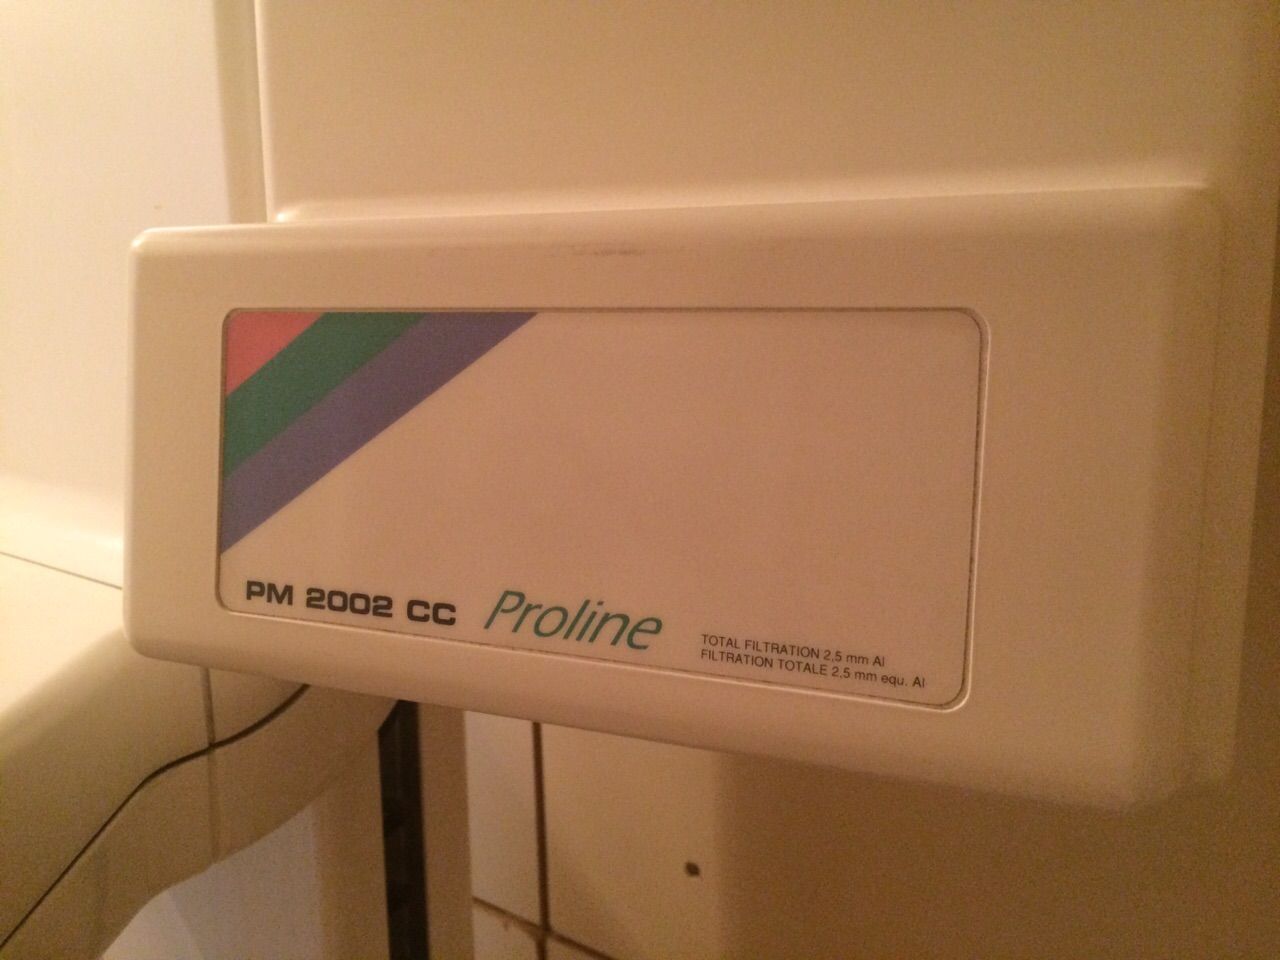 PM 2002 CC Proline
TOTAL FILTRATION 2,5 mm Al
FILTRATION TOTALE 2,5 mm equ. Al